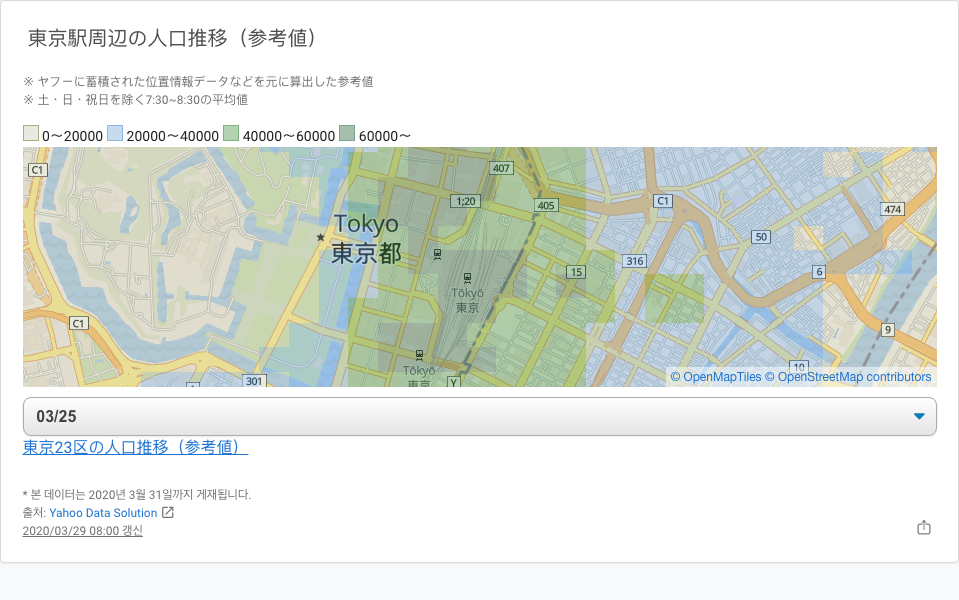 東京駅周辺の人口推移（参考値）
※ ヤフーに蓄積された位置情報データなどを元に算出した参考値
※ 土・日・祝日を除く7:30~8:30の平均値
0〜20000 20000〜40000 40000〜60000 60000〜
C1
407
1;20
405
C1
474
Tokyo
東京都
50
316
15
6
Tōkyō
東京
C1
9
301
Tōkyō
東京
Y
10
© OpenMapTiles © OpenStreetMap contributors
03/25
東京23区の人口推移（参考値）
* 본 데이터는 2020년 3월 31일까지 게재됩니다.
출처: Yahoo Data Solution
2020/03/29 08:00 갱신